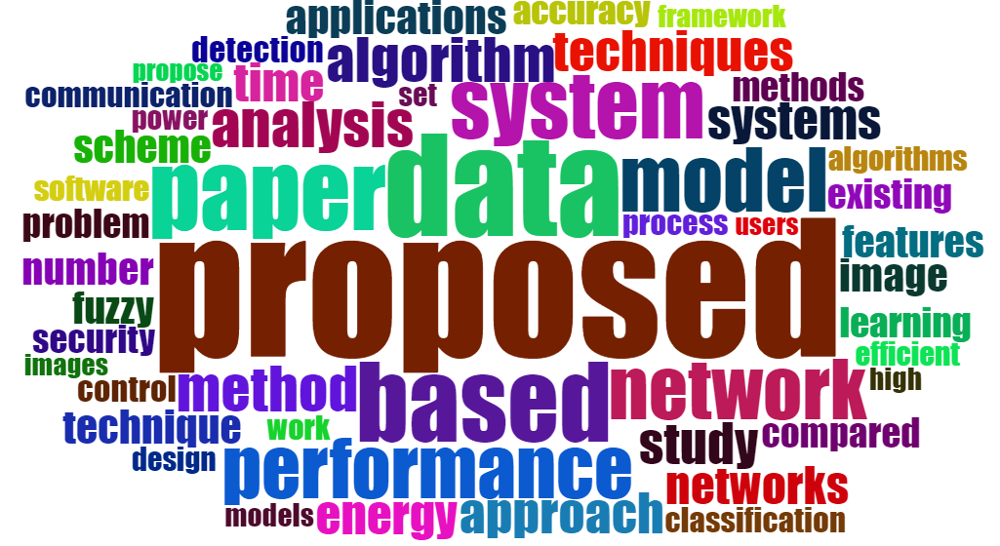 applications accuracy framework
detection algorithm techniques
propose time set system methods
communication
power analysis systems
scheme data model algorithms
software paper existing
problem process users
proposed features
number image
fuzzy learning
security efficient
images
control method based network high
technique work study compared
design performance networks
models energy approach classification